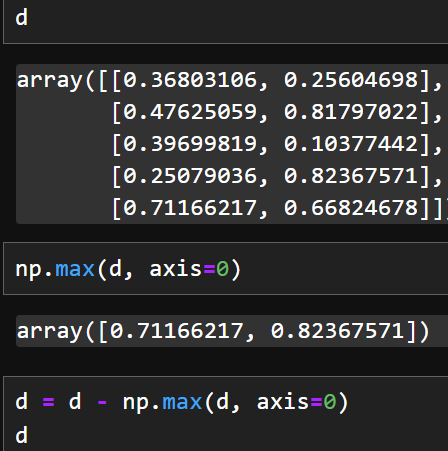 d
array([[0.36803106, 0.25604698],
[0.47625059, 0.81797022],
[0.39699819, 0.10377442],
[0.25079036, 0.82367571],
[0.71166217, 0.66824678]])
np.max(d, axis=0)
array([0.71166217, 0.82367571])
d = d - np.max(d, axis=0)
d